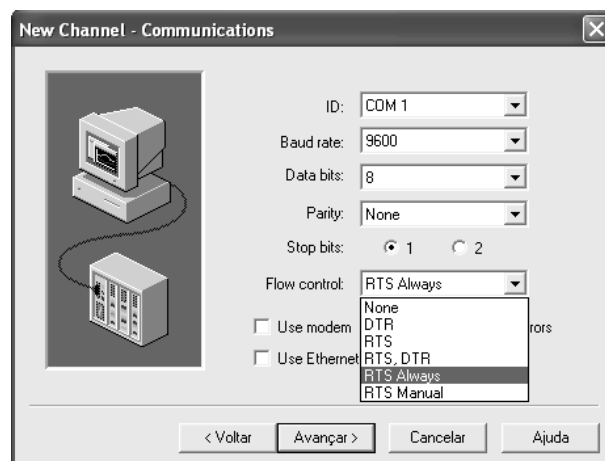 New Channel - Communications
ID: COM 1
Baud rate: 9600
Data bits: 8
Parity: None
Stop bits: 1 2
Flow control: RTS Always
None
DTR
Use modem rors
RTS
RTS, DTR
Use Ethernet
RTS Always
RTS Manual
< Voltar Avançar > Cancelar Ajuda